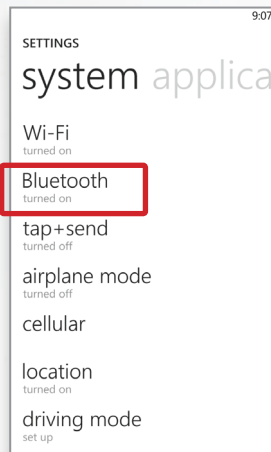 9:07
SETTINGS
system applica
Wi-Fi
turned on
Bluetooth
turned on
tap+send
turned off
airplane mode
turned off
cellular
location
turned on
driving mode
set up